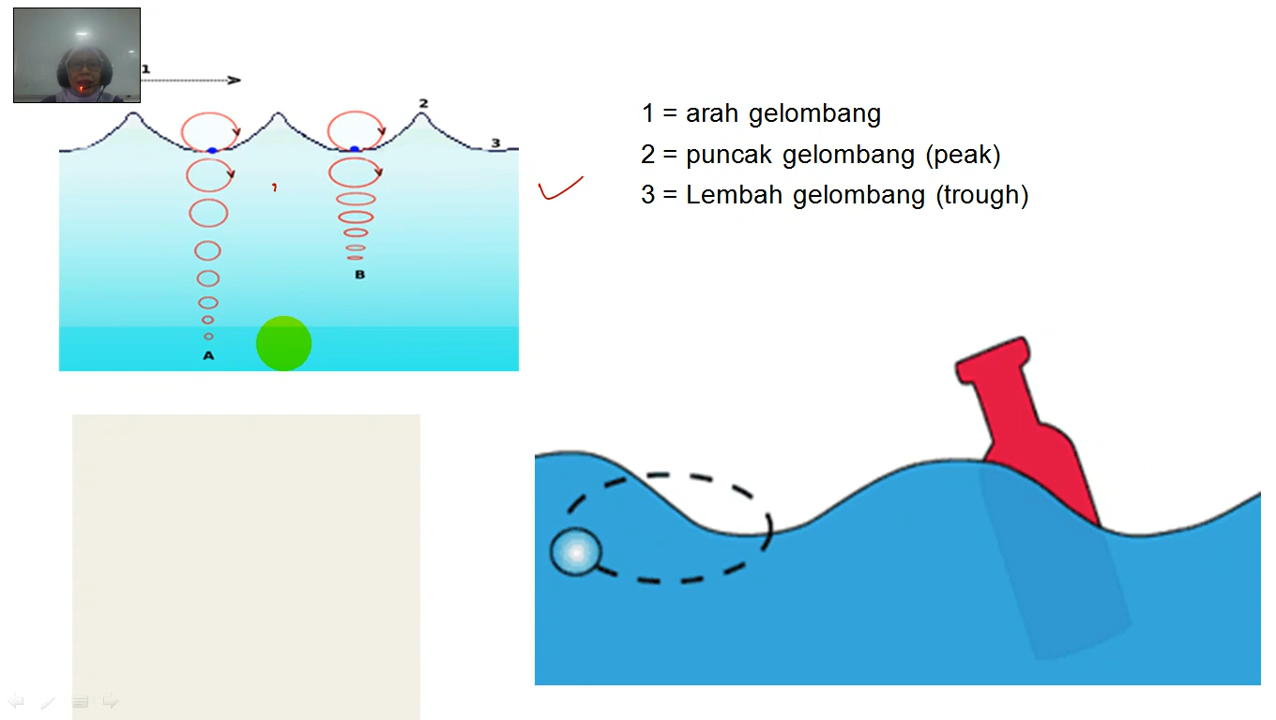 1
2
3
A
B
1 = arah gelombang
2 = puncak gelombang (peak)
3 = Lembah gelombang (trough)